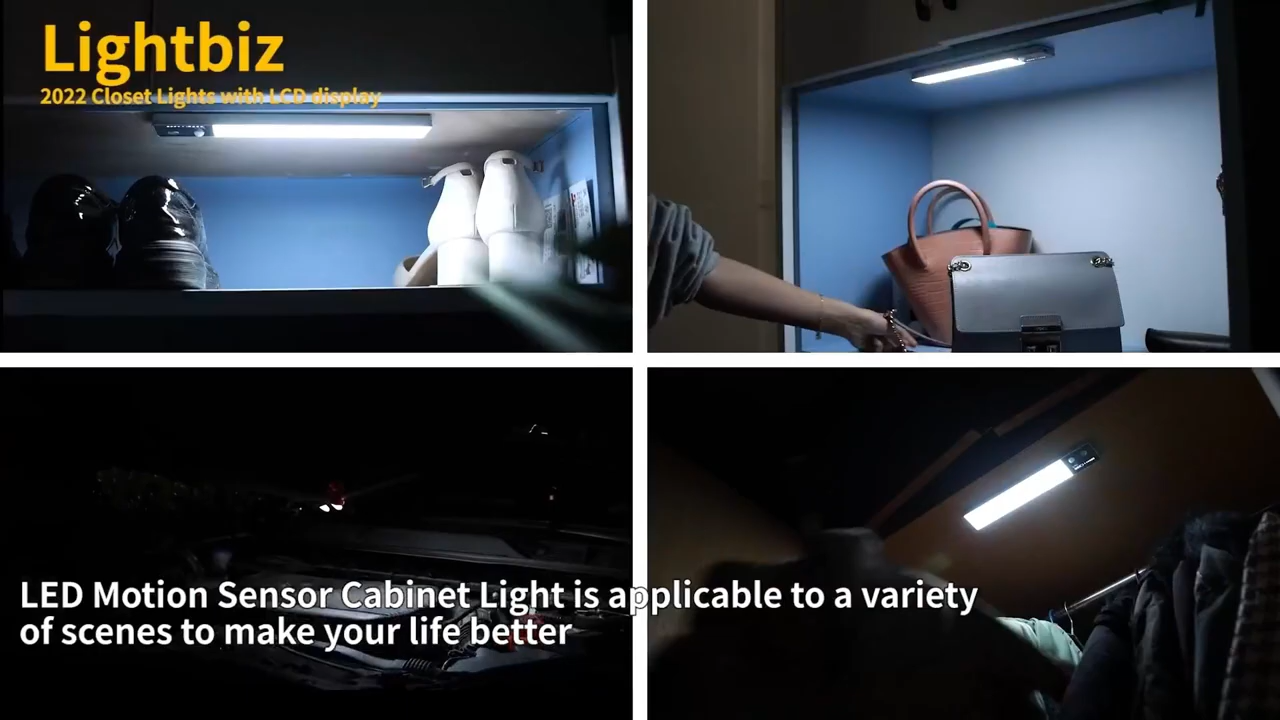 Lightbiz
2022 Closet Lights with LCD display
LED Motion Sensor Cabinet Light is applicable to a variety
of scenes to make your life better